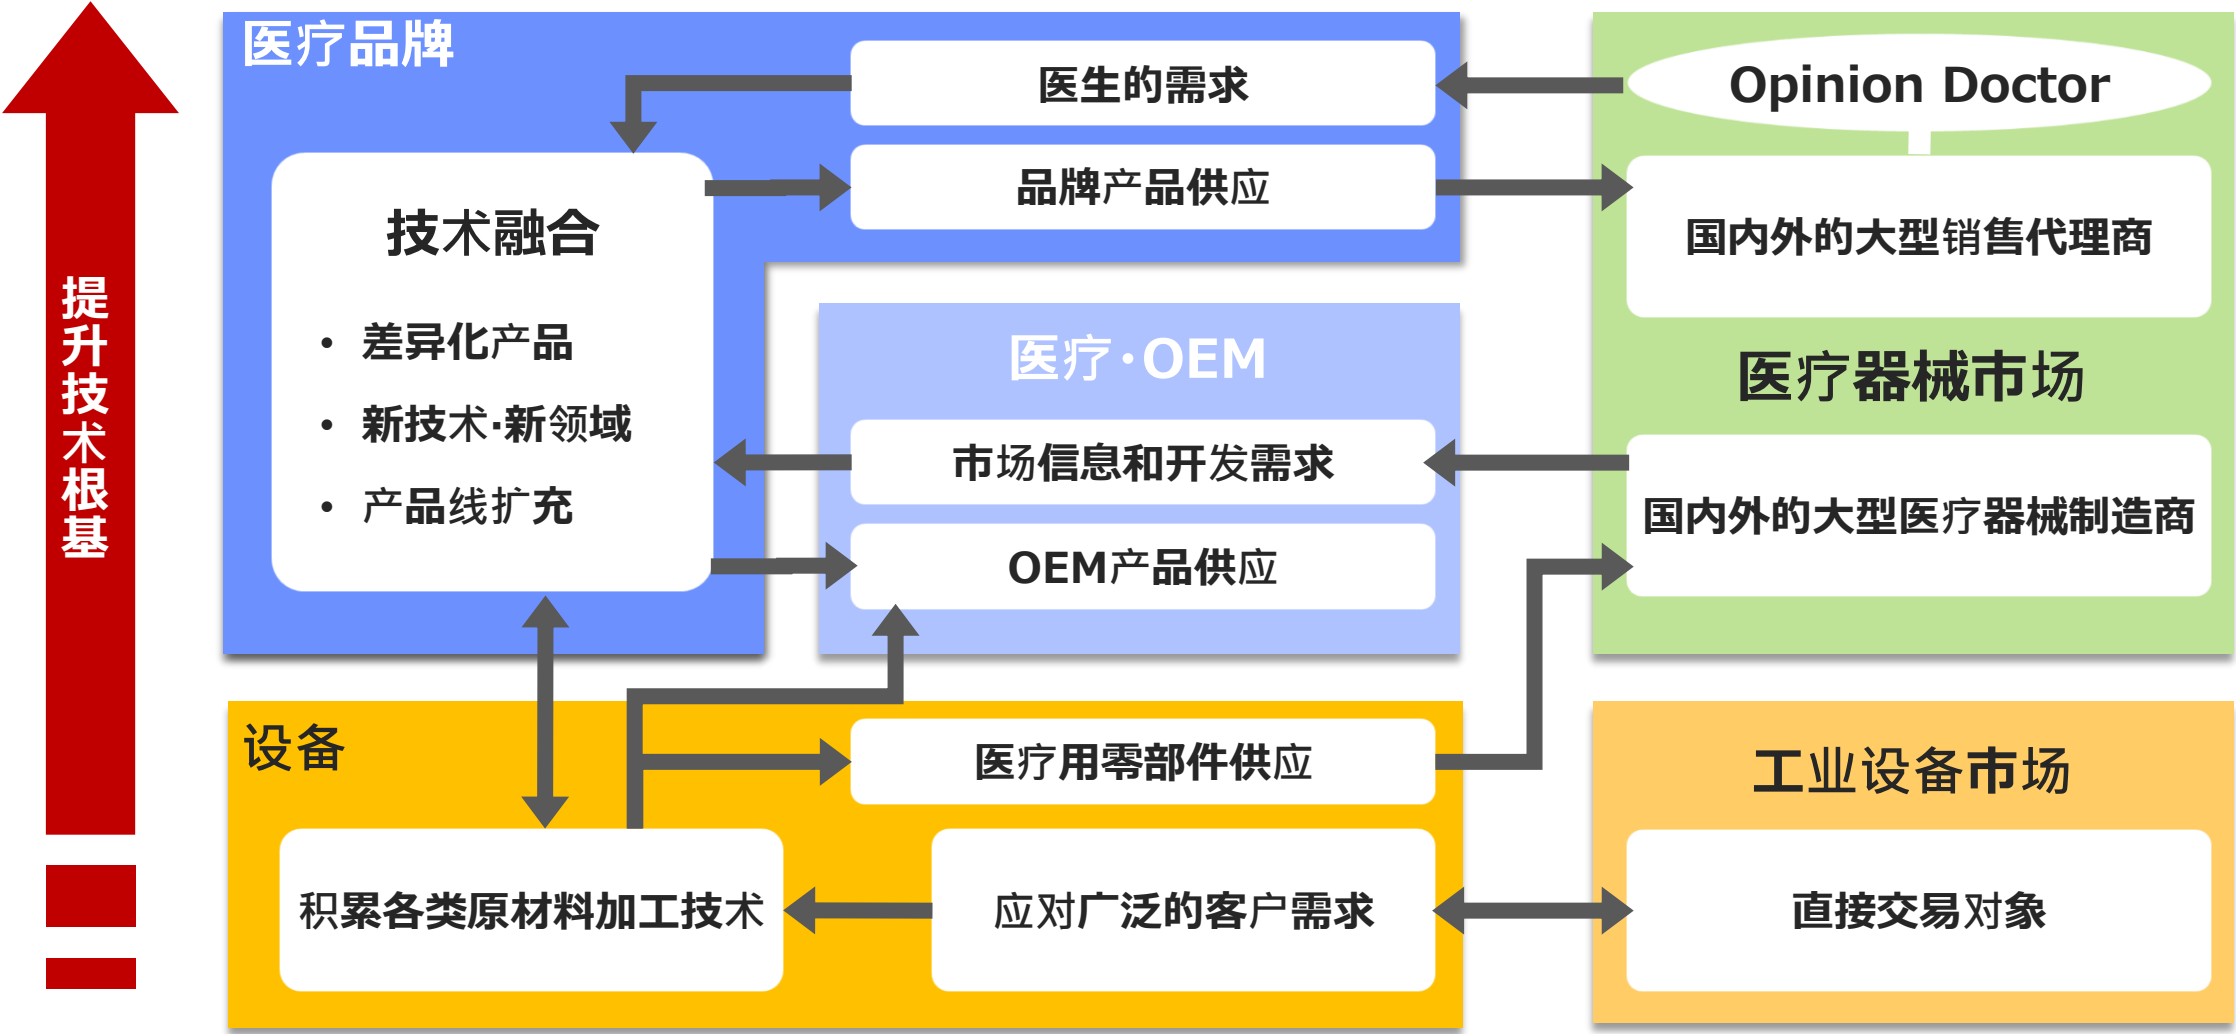 提升技术根基
医疗品牌
医生的需求
品牌产品供应
技术融合
• 差异化产品
• 新技术·新领域
• 产品线扩充
医疗·OEM
市场信息和开发需求
OEM产品供应
Opinion Doctor
国内外的大型销售代理商
医疗器械市场
国内外的大型医疗器械制造商
设备
医疗用零部件供应
积累各类原材料加工技术
应对广泛的客户需求
工业设备市场
直接交易对象